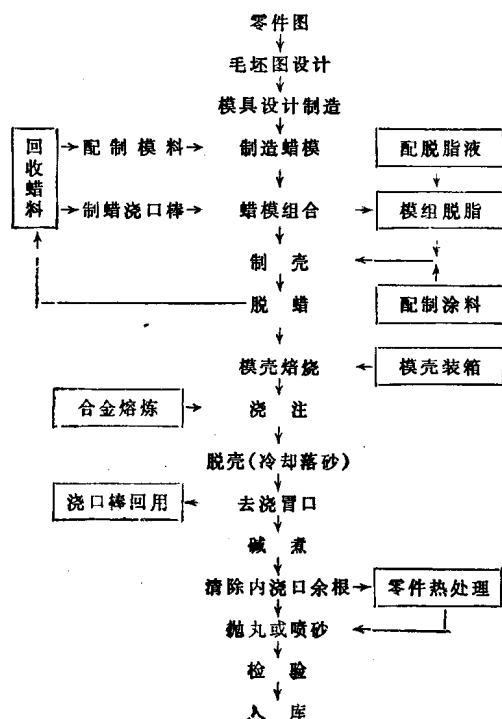 零件图
毛坯图设计
模具设计制造
回收蜡料
配制模料
制造蜡模
配脱脂液
制蜡浇口棒
蜡模组合
模组脱脂
制壳
脱蜡
配制涂料
模壳焙烧
模壳装箱
合金熔炼
浇注
脱壳(冷却落砂)
浇口棒回用
去浇冒口
碱煮
清除内浇口余根
零件热处理
抛丸或喷砂
检验
入库